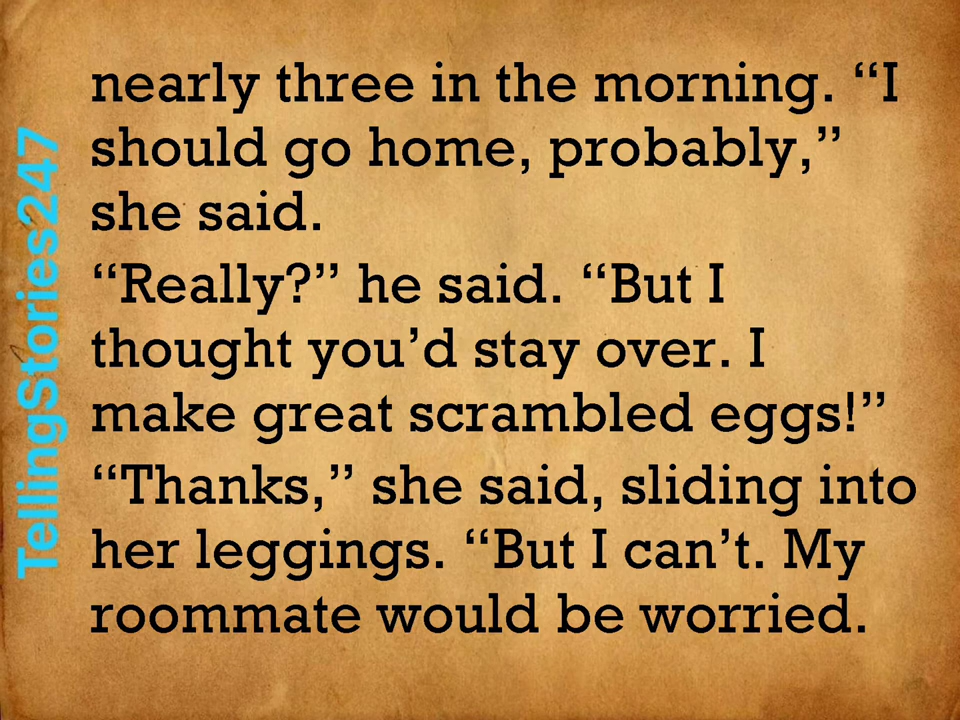 nearly three in the morning. “I
should go home, probably,”
she said.
“Really?” he said. “But I
thought you’d stay over. I
make great scrambled eggs!”
“Thanks,” she said, sliding into
her leggings. “But I can’t. My
roommate would be worried.
TellingStories247